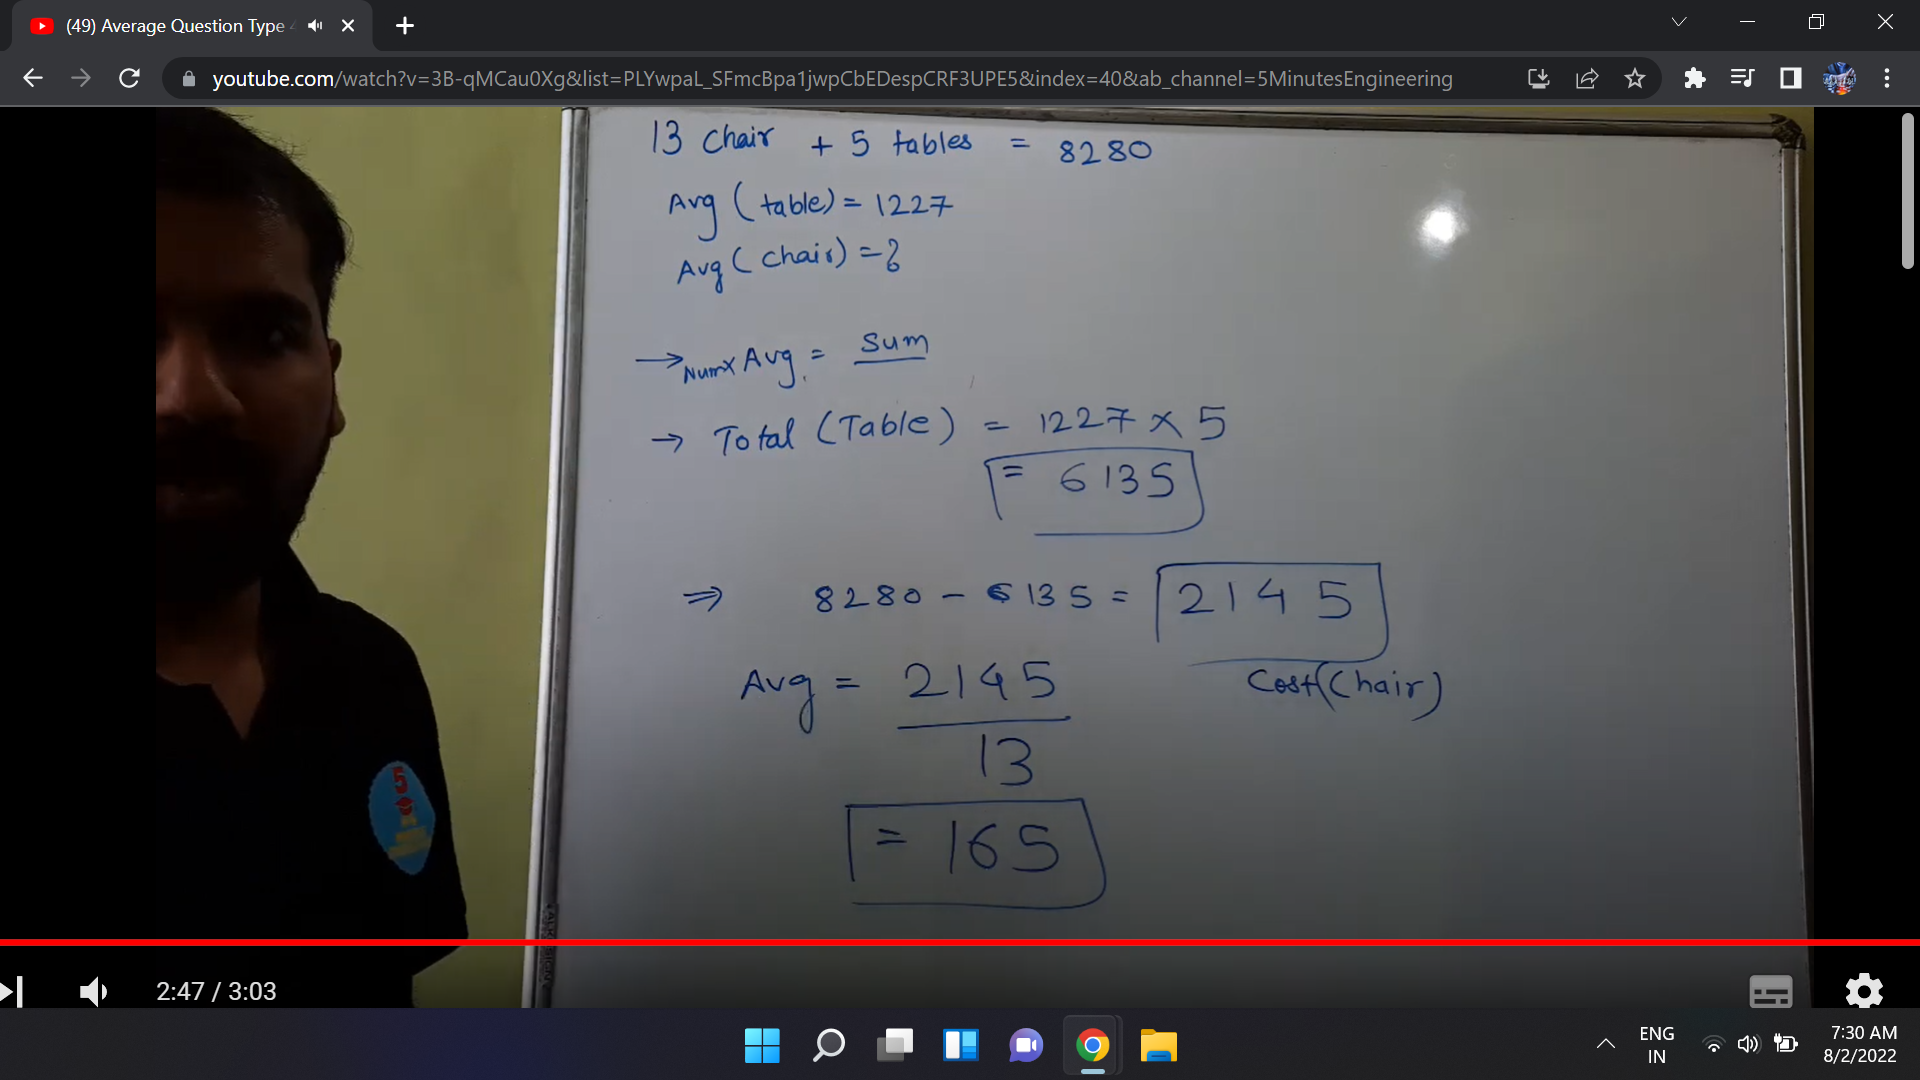 (49) Average Question Type
youtube.com/watch?v=3B-qMCau0Xg&list=PLYwpaL_SFmcBpa1jwpCbEDespCRF3UPE5&index=40&ab_channel=5MinutesEngineering
13 Chair + 5 tables = 8280
Avg (table) = 1227
Avg (chair) = ?
→ Num x Avg. = Sum
→ Total (Table) = 1227 x 5
= 6135
⇒ 8280 - 6135 = 2145
Cost(Chair)
Avg = 2145
13
= 165
5
2:47 / 3:03
ENG
IN
7:30 AM
8/2/2022